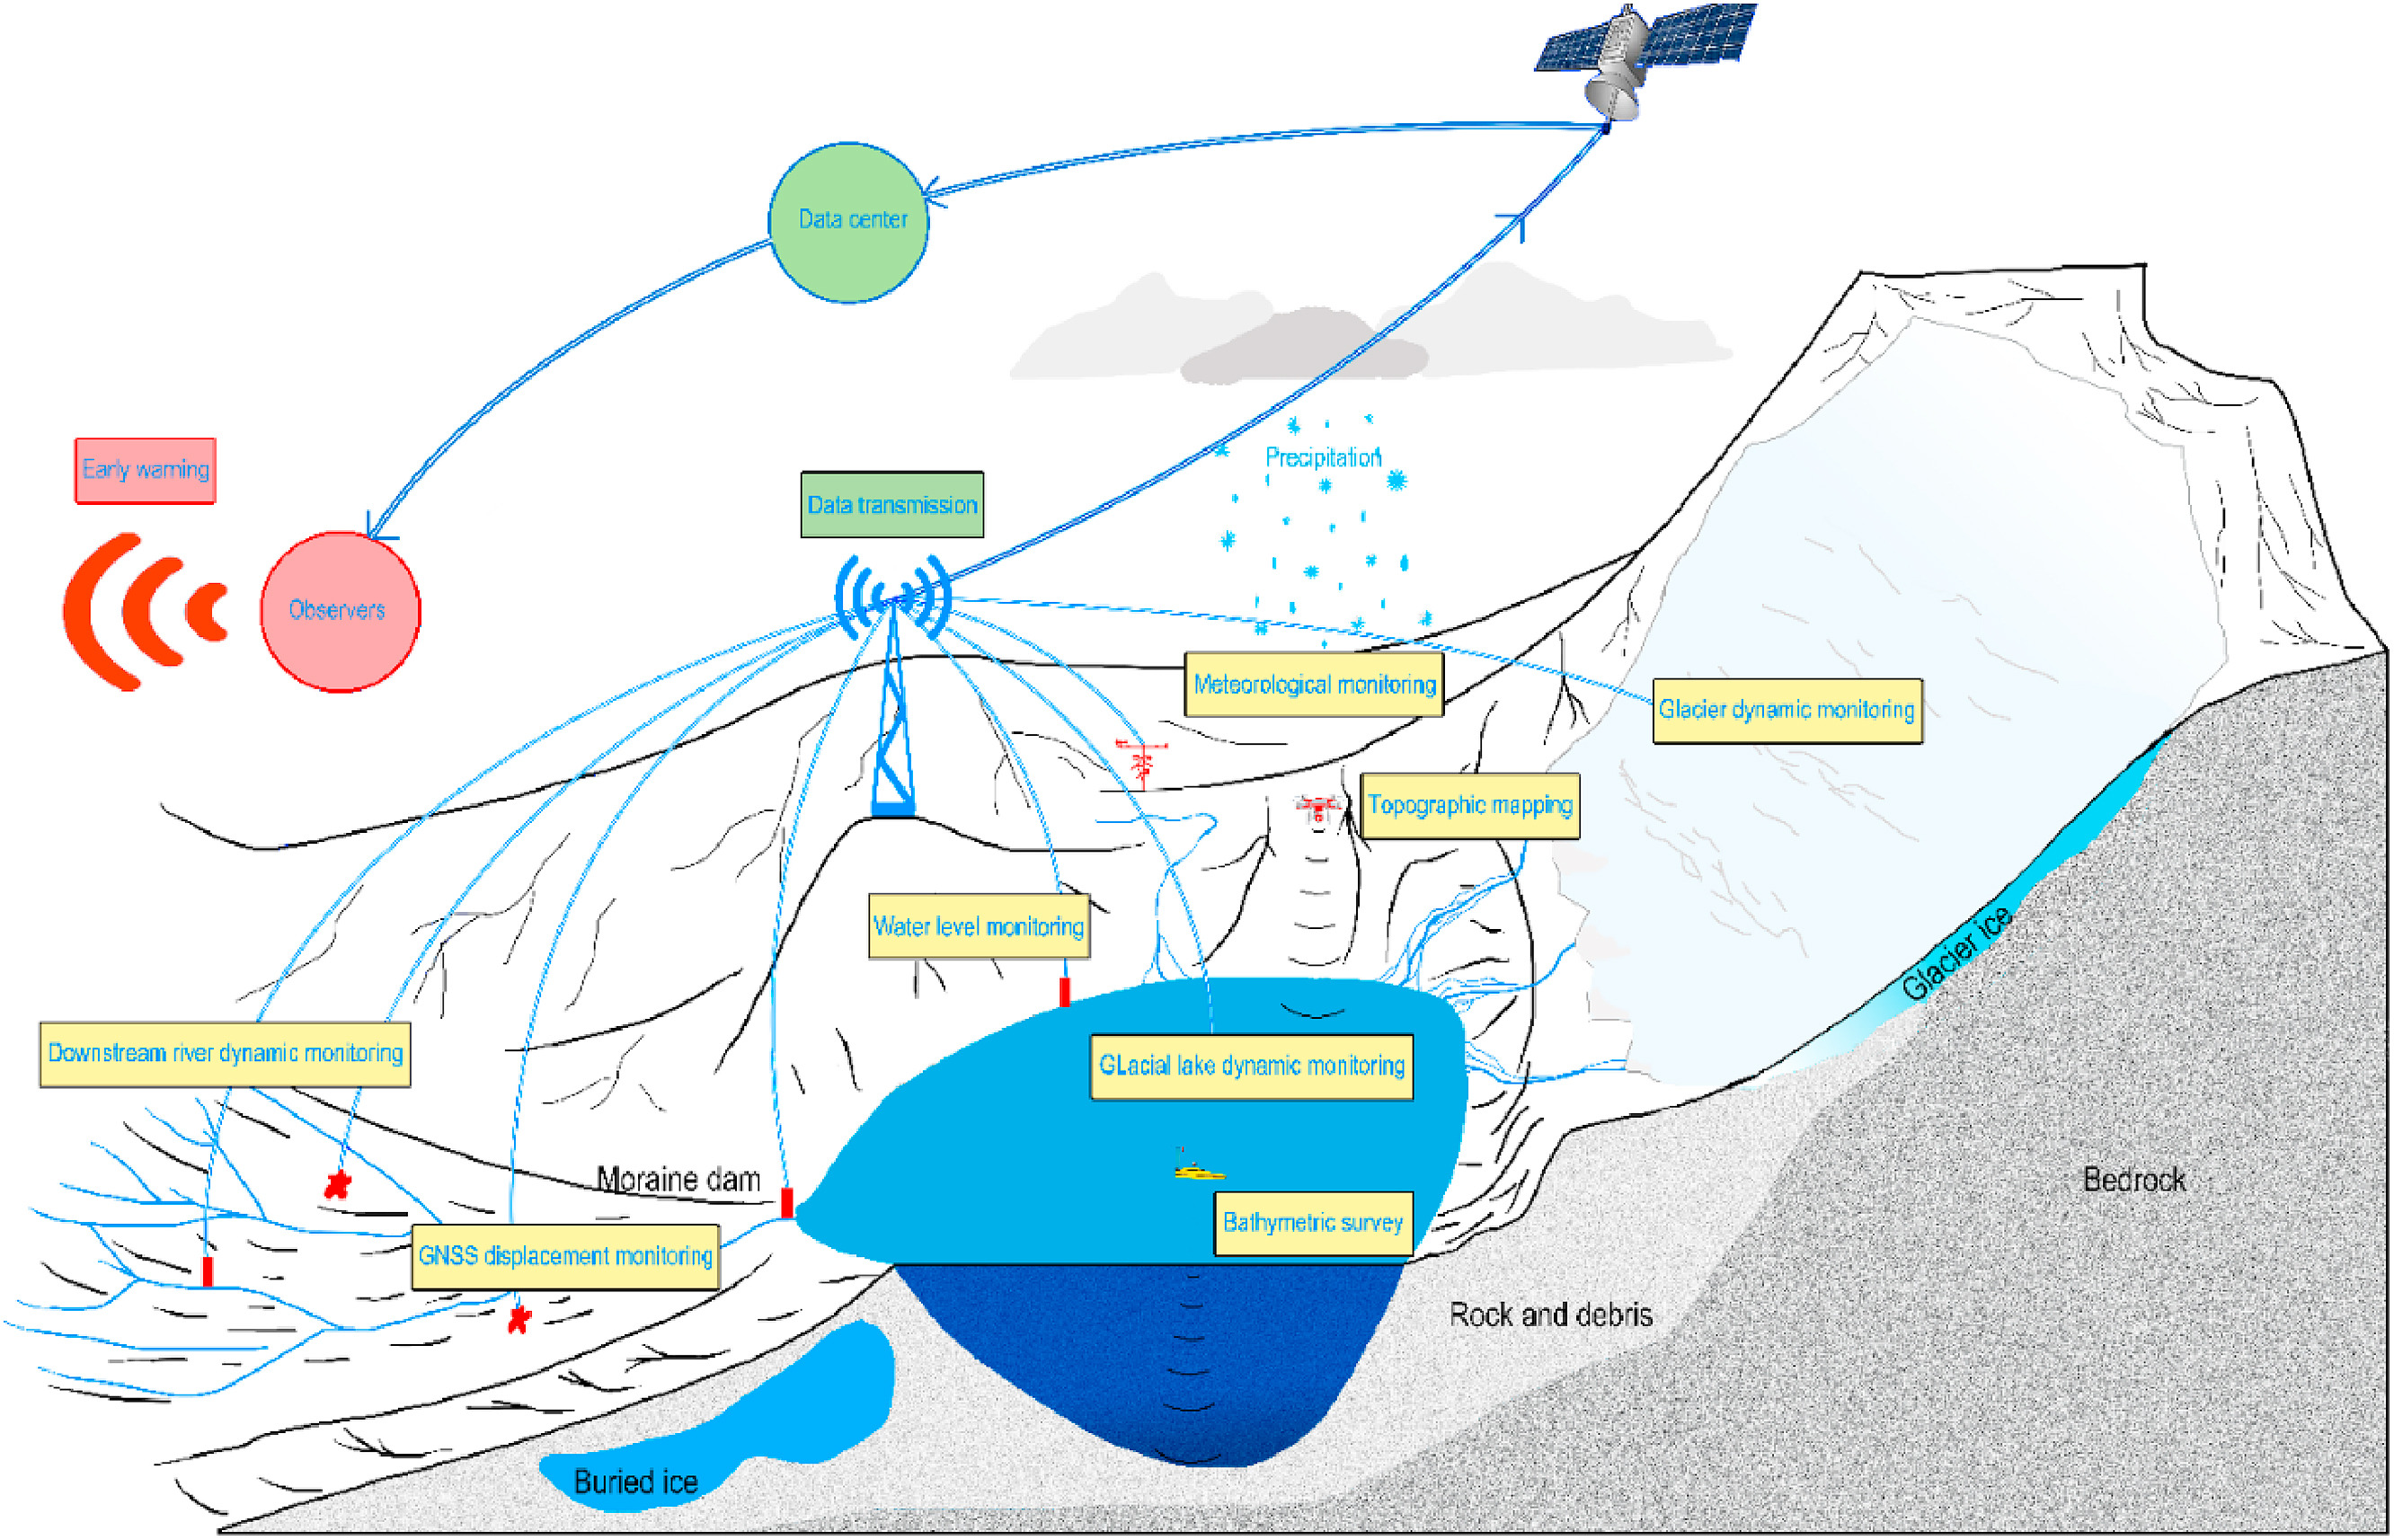 Data center
Precipitation
Early warning
Data transmission
Observers
Meteorological monitoring
Glacier dynamic monitoring
Topographic mapping
Water level monitoring
Glacier ice
Downstream river dynamic monitoring
GLacial lake dynamic monitoring
Moraine dam
Bedrock
Bathymetric survey
GNSS displacement monitoring
Rock and debris
Buried ice